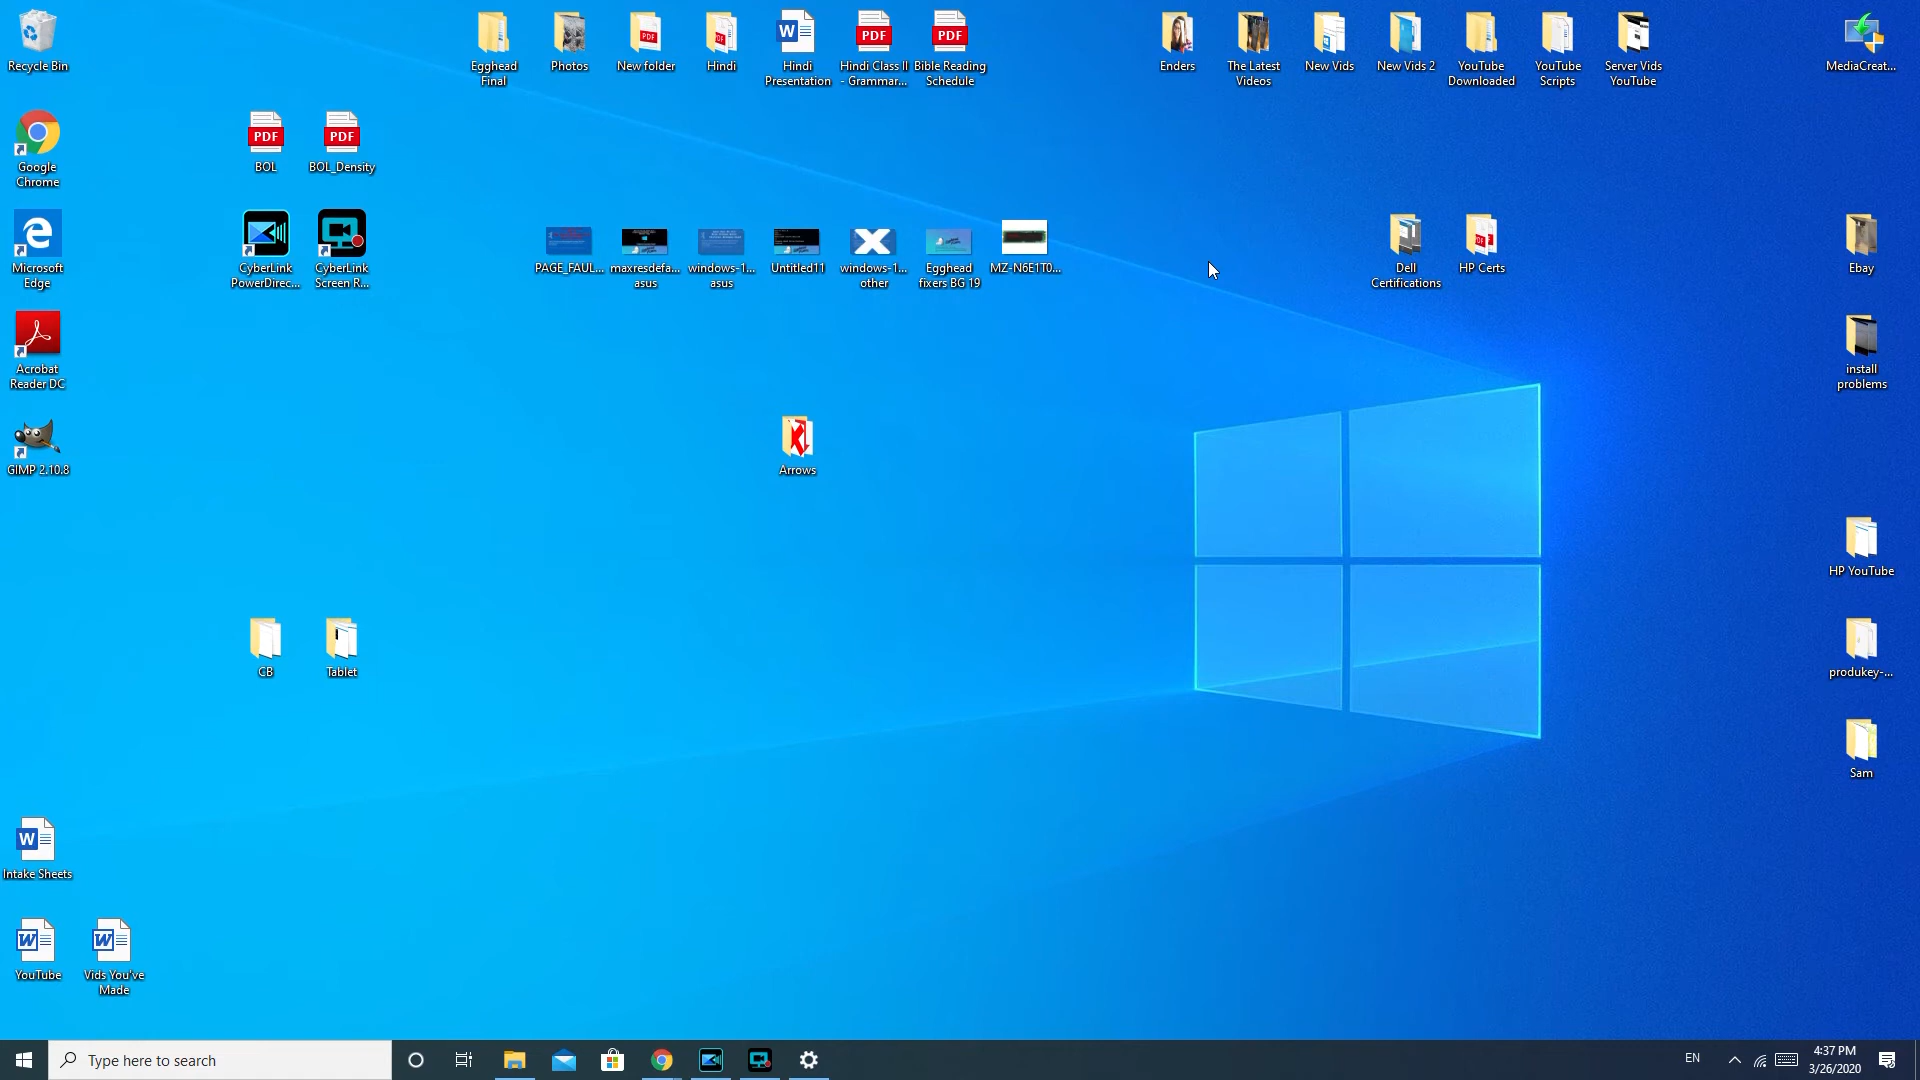 Recycle Bin
Egghead
Final
Photos
New folder
Hindi
Hindi
Presentation
Hindi Class II
- Grammar...
Bible Reading
Schedule
Enders
The Latest
Videos
New Vids
New Vids 2
YouTube
Downloaded
YouTube
Scripts
Server Vids
YouTube
MediaCreat...
Google
Chrome
PDF
BOL
PDF
BOL_Density
Microsoft
Edge
CyberLink
PowerDirec...
CyberLink
Screen R...
PAGE_FAUL...
maxresdefa...
asus
windows-1...
asus
Untitled11
windows-1...
other
Egghead
fixers BG 19
MZ-N6E1T0...
Dell
Certifications
HP Certs
Ebay
Acrobat
Reader DC
install
problems
GIMP 2.10.8
Arrows
HP YouTube
CB
Tablet
produkey-...
Sam
Intake Sheets
YouTube
Vids You've
Made
Type here to search
EN
4:37 PM
3/26/2020